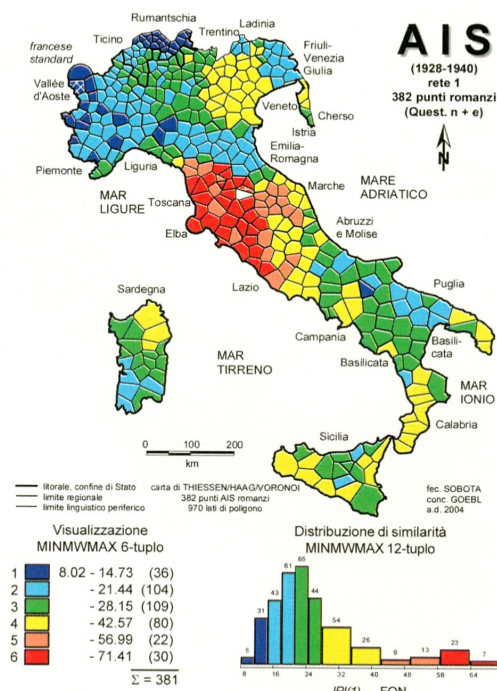 AIS
(1928-1940)
rete 1
382 punti romanzi
(Quest. n + e)
N
Rumantschia
Ticino
Trentino
Ladinia
Friuli-
Venezia
Giulia
francese
standard
Vallée
d'Aoste
Veneto
Cherso
Istria
Emilia-
Romagna
Piemonte
Liguria
MAR
LIGURE
Toscana
Marche
MARE
ADRIATICO
Elba
Abruzzi
e Molise
Lazio
Puglia
Sardegna
Campania
Basilicata
Basili-
cata
MAR
TIRRENO
MAR
IONIO
Calabria
Sicilia
0 100 200
km
litorale, confine di Stato
limite regionale
limite linguistico periferico
carta di THIESSEN/HAAG/VORONOI
382 punti AIS romanzi
970 lati di poligono
fec. SOBOTA
conc. GOEBL
a.d. 2004
Visualizzazione
MINMWMAX 6-tuplo
1 8.02 - 14.73 (36)
2 - 21.44 (104)
3 - 28.15 (109)
4 - 42.57 (80)
5 - 56.99 (22)
6 - 71.41 (30)
Σ = 381
Distribuzione di similarità
MINMWMAX 12-tuplo
5 31 43 61 65 44 54 26 9 13 23 7
8 12 16 20 24 28 32 40 48 56 64